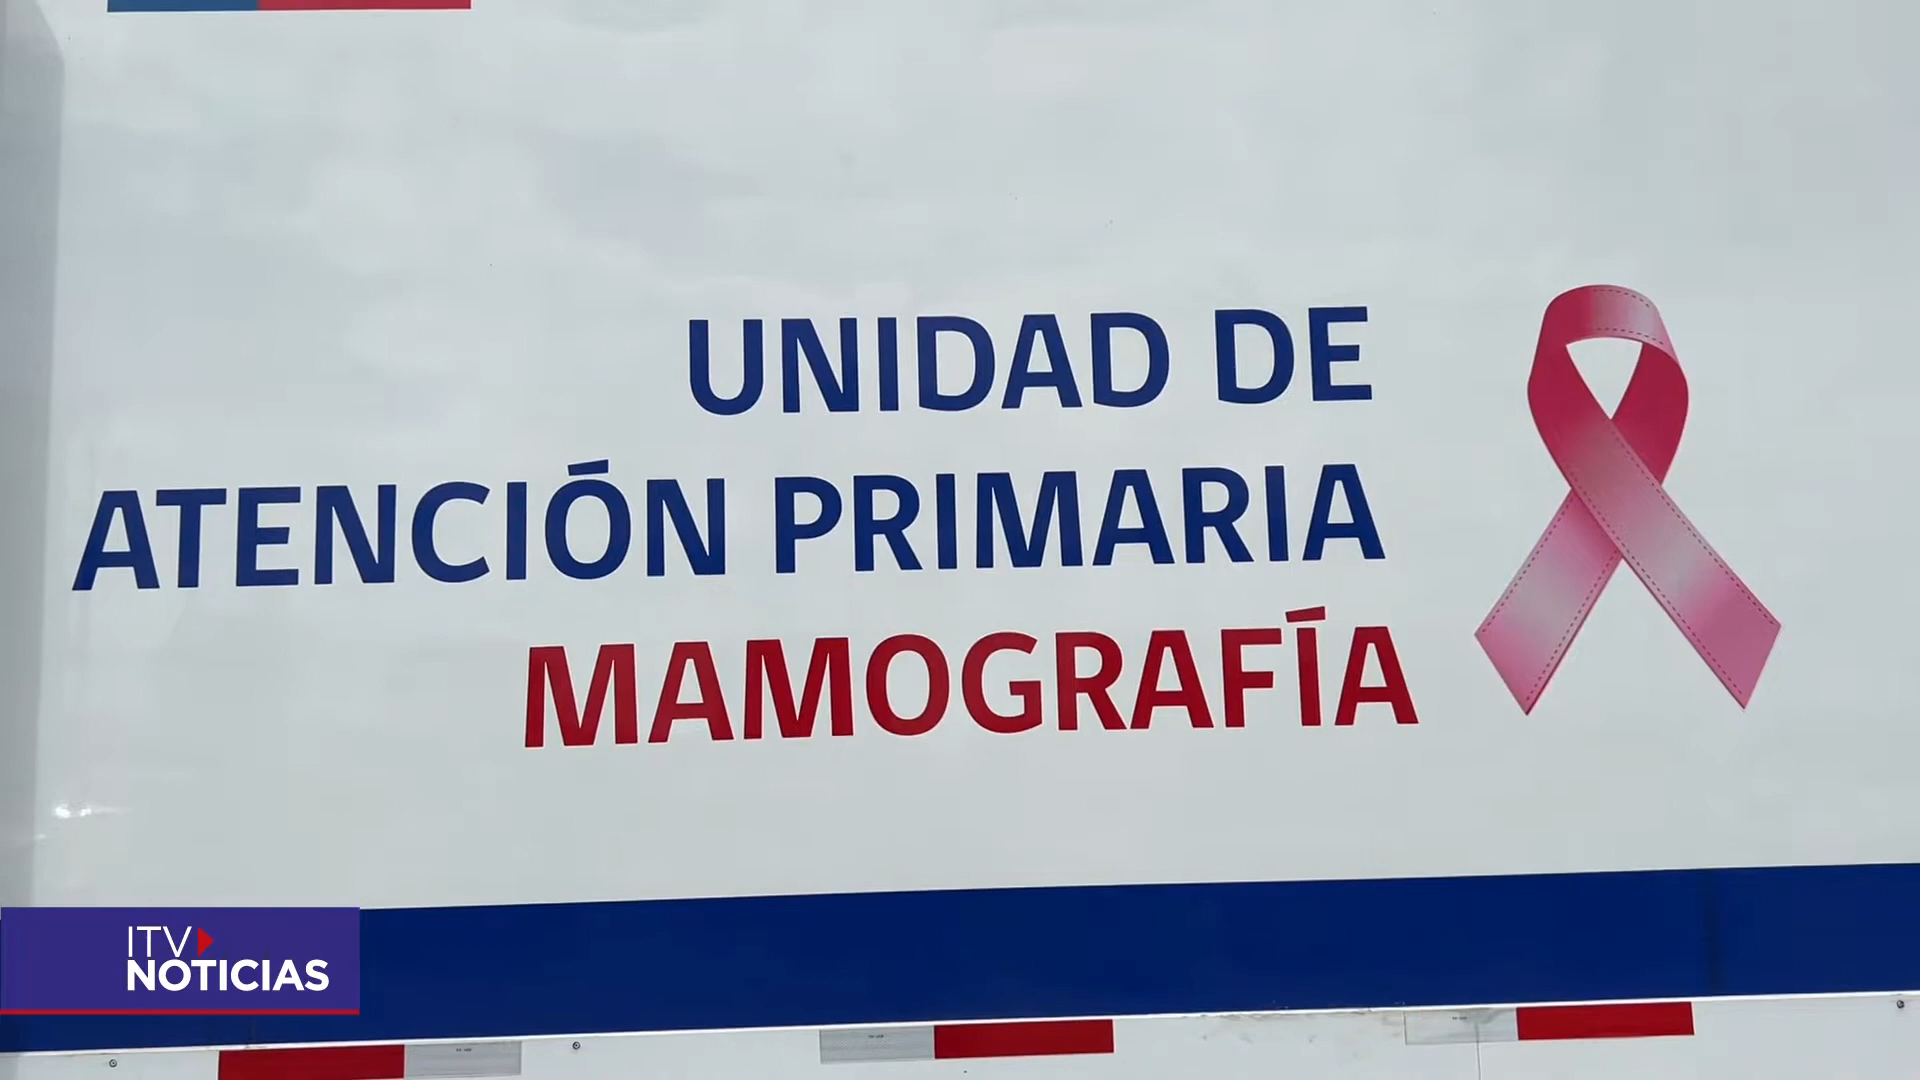 UNIDAD DE
ATENCIÓN PRIMARIA
MAMOGRAFÍA
ITV
NOTICIAS